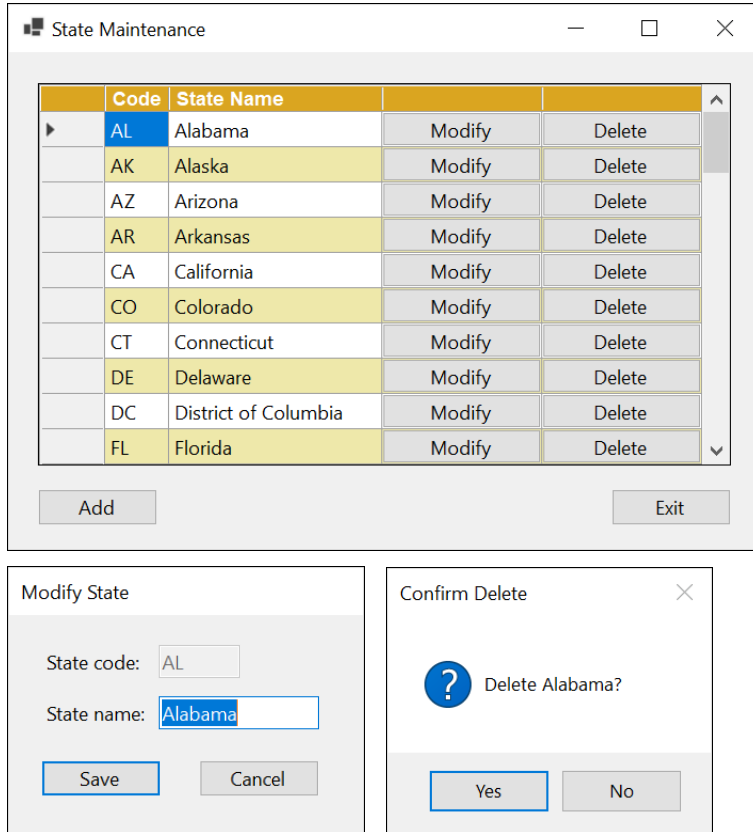 State Maintenance
Code State Name
AL Alabama Modify Delete
AK Alaska Modify Delete
AZ Arizona Modify Delete
AR Arkansas Modify Delete
CA California Modify Delete
CO Colorado Modify Delete
CT Connecticut Modify Delete
DE Delaware Modify Delete
DC District of Columbia Modify Delete
FL Florida Modify Delete
Add Exit
Modify State
State code: AL
State name: Alabama
Save Cancel
Confirm Delete
? Delete Alabama?
Yes No